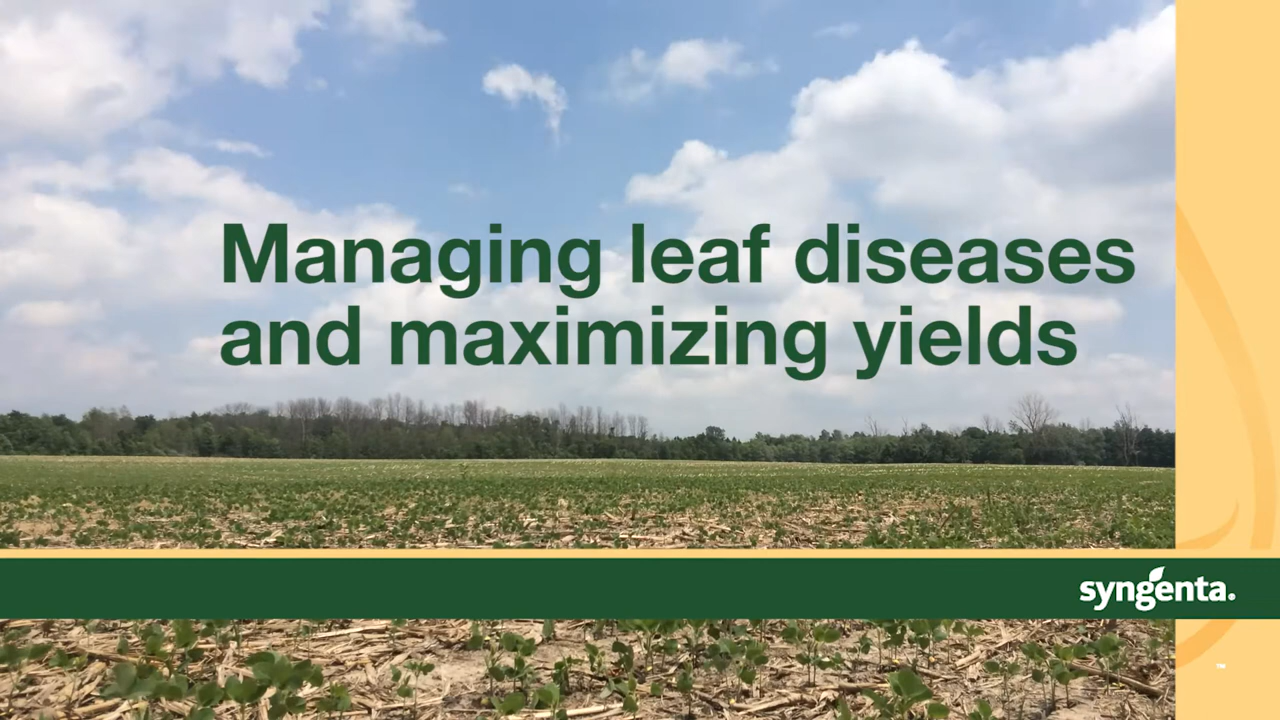 Managing leaf diseases
and maximizing yields
syngenta.
™